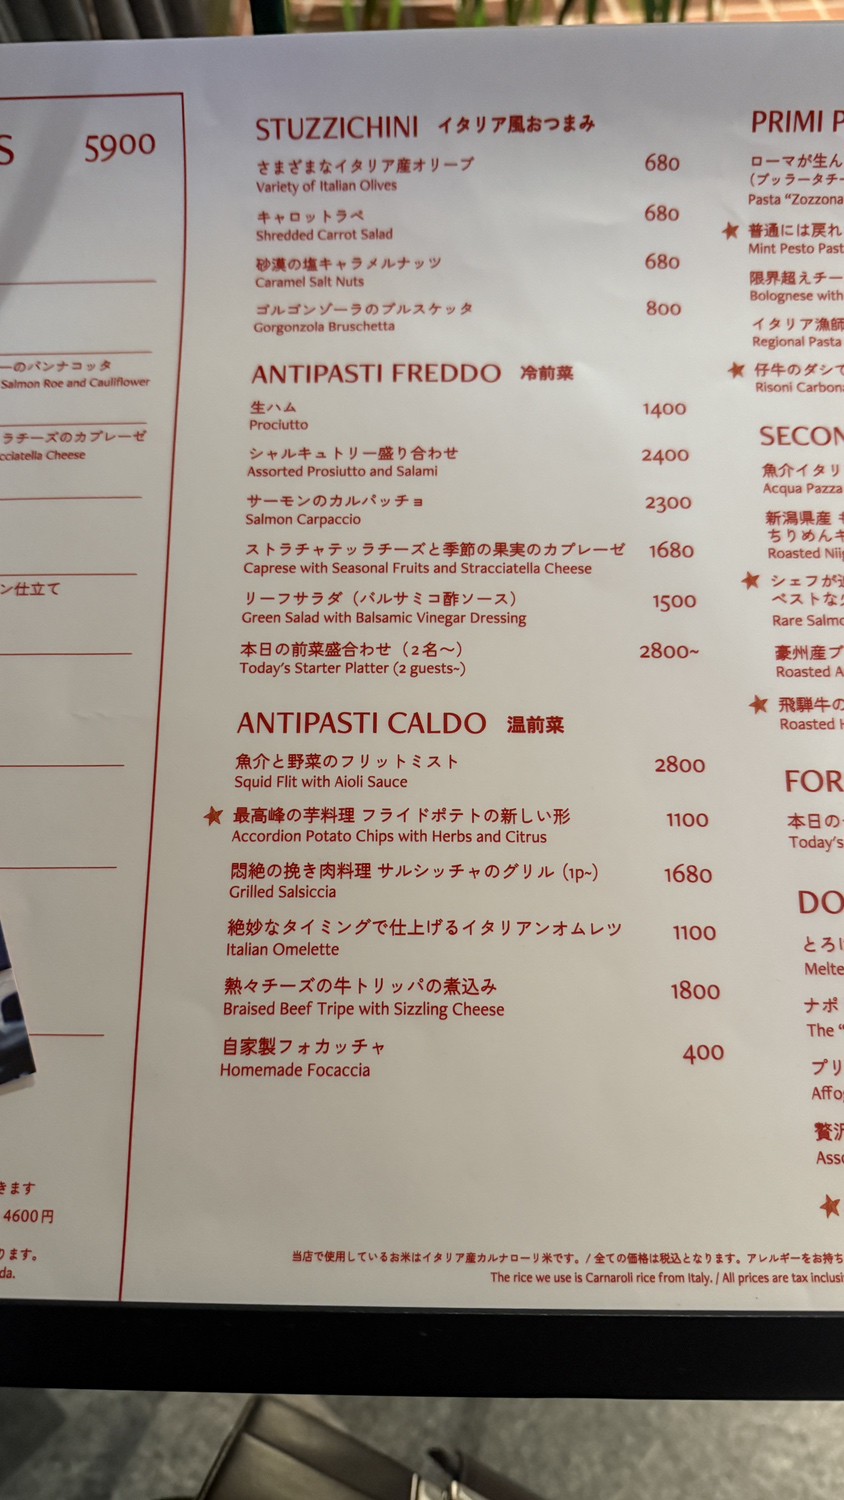 5900
ーのパンナコッタ
Salmon Roe and Cauliflower
ラチーズのカプレーゼ
cciatella Cheese
ン仕立て
きます
4600円
ります。
da.
STUZZICHINI イタリア風おつまみ
さまざまなイタリア産オリーブ 680
Variety of Italian Olives
キャロットラペ 680
Shredded Carrot Salad
砂漠の塩キャラメルナッツ 680
Caramel Salt Nuts
ゴルゴンゾーラのブルスケッタ 800
Gorgonzola Bruschetta
ANTIPASTI FREDDO 冷前菜
生ハム 1400
Prociutto
シャルキュトリー盛り合わせ 2400
Assorted Prosiutto and Salami
サーモンのカルパッチョ 2300
Salmon Carpaccio
ストラチャテッラチーズと季節の果実のカプレーゼ 1680
Caprese with Seasonal Fruits and Stracciatella Cheese
リーフサラダ（バルサミコ酢ソース） 1500
Green Salad with Balsamic Vinegar Dressing
本日の前菜盛合わせ（2名〜） 2800~
Today's Starter Platter (2 guests~)
ANTIPASTI CALDO 温前菜
魚介と野菜のフリットミスト 2800
Squid Flit with Aioli Sauce
★ 最高峰の芋料理 フライドポテトの新しい形 1100
Accordion Potato Chips with Herbs and Citrus
悶絶の挽き肉料理 サルシッチャのグリル (1p~) 1680
Grilled Salsiccia
絶妙なタイミングで仕上げるイタリアンオムレツ 1100
Italian Omelette
熱々チーズの牛トリッパの煮込み 1800
Braised Beef Tripe with Sizzling Cheese
自家製フォカッチャ 400
Homemade Focaccia
PRIMI P
ローマが生ん
（ブッラータチー
Pasta “Zozzona
★ 普通には戻れ
Mint Pesto Past
限界超えチー
Bolognese with
イタリア漁師
Regional Pasta
★ 仔牛のダシで
Risoni Carbona
SECON
魚介イタリ
Acqua Pazza
新潟県産
ちりめんキ
Roasted Niig
★ シェフが
ベストな
Rare Salmo
豪州産ブ
Roasted A
★ 飛騨牛の
Roasted H
FOR
本日の
Today's
DO
とろけ
Melte
ナポ
The “
プリ
Affog
贅沢
Asso
★
当店で使用しているお米はイタリア産カルナローリ米です。/ 全ての価格は税込となります。アレルギーをお持ち
The rice we use is Carnaroli rice from Italy. / All prices are tax inclusi